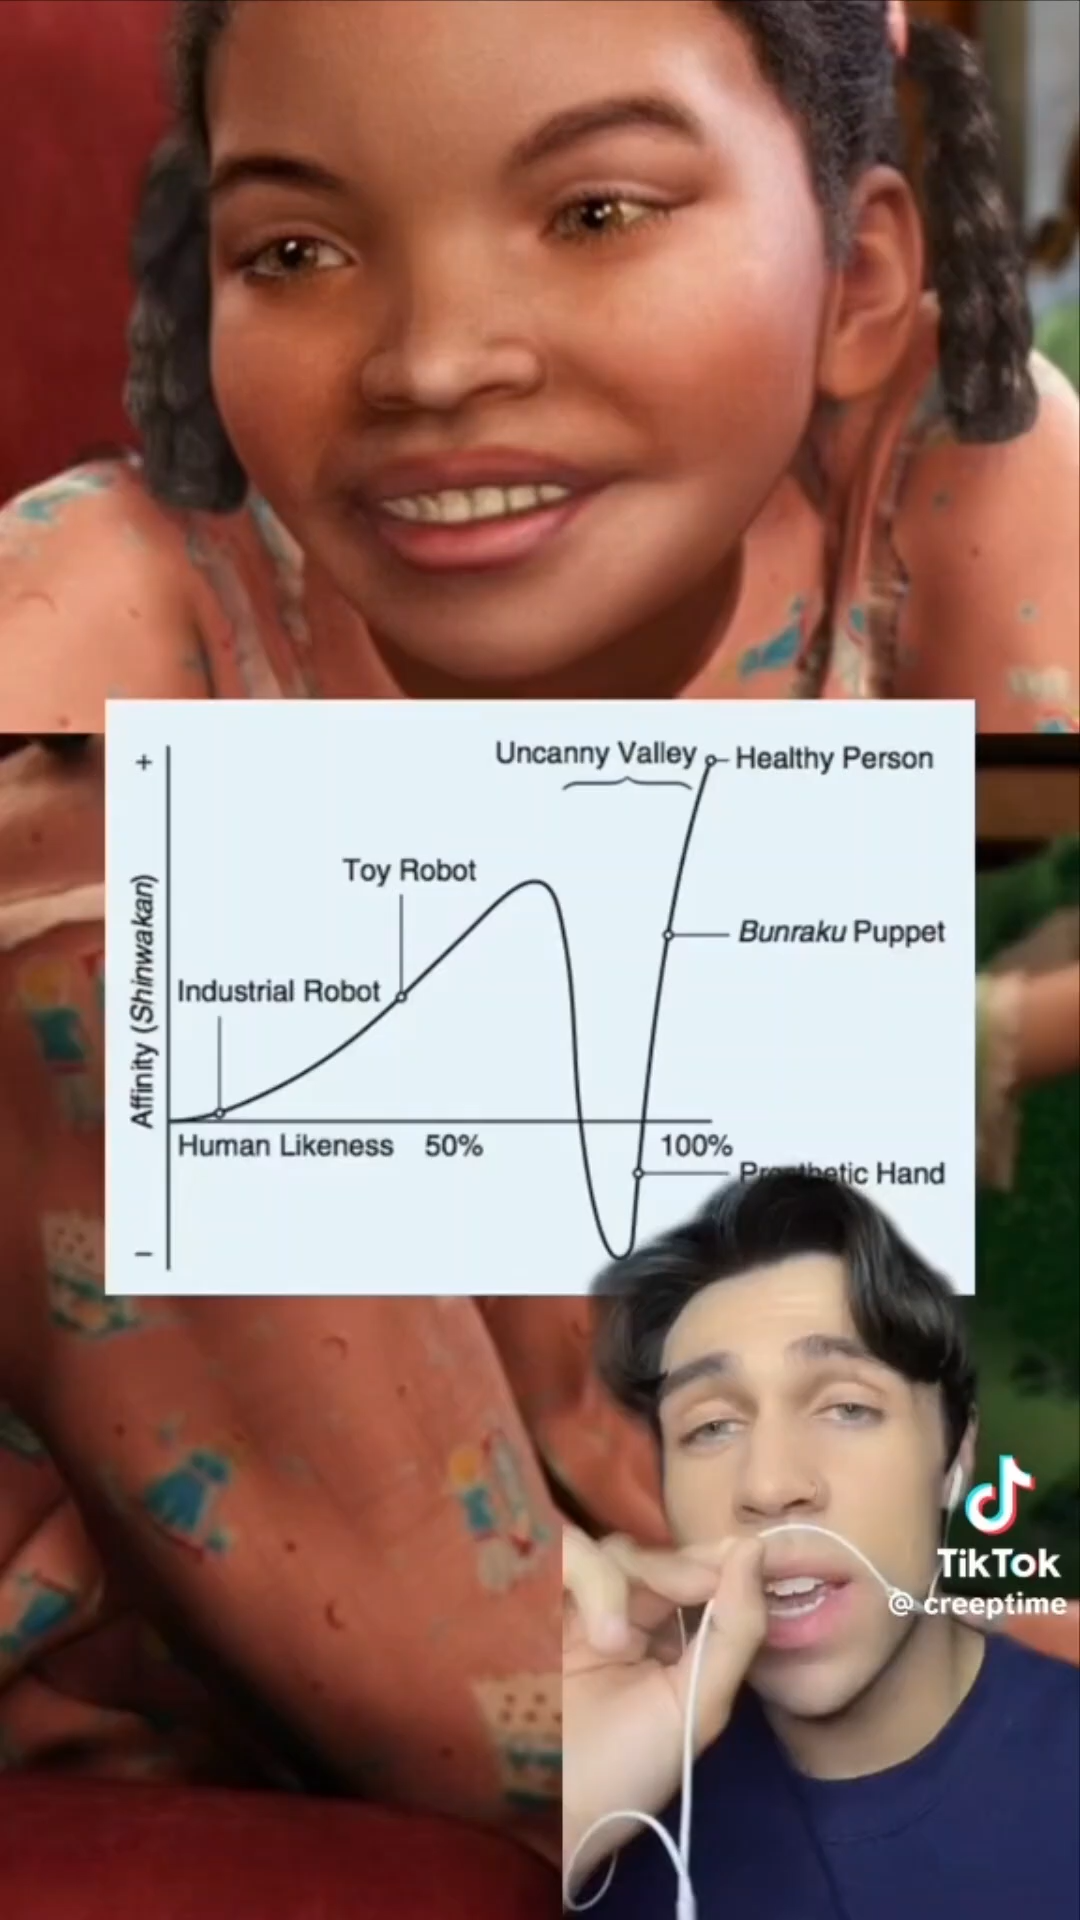 +
Uncanny Valley
Healthy Person
Toy Robot
Bunraku Puppet
Industrial Robot
Affinity (Shinwakan)
Human Likeness 50% 100%
Prosthetic Hand
–
TikTok
@ creeptime